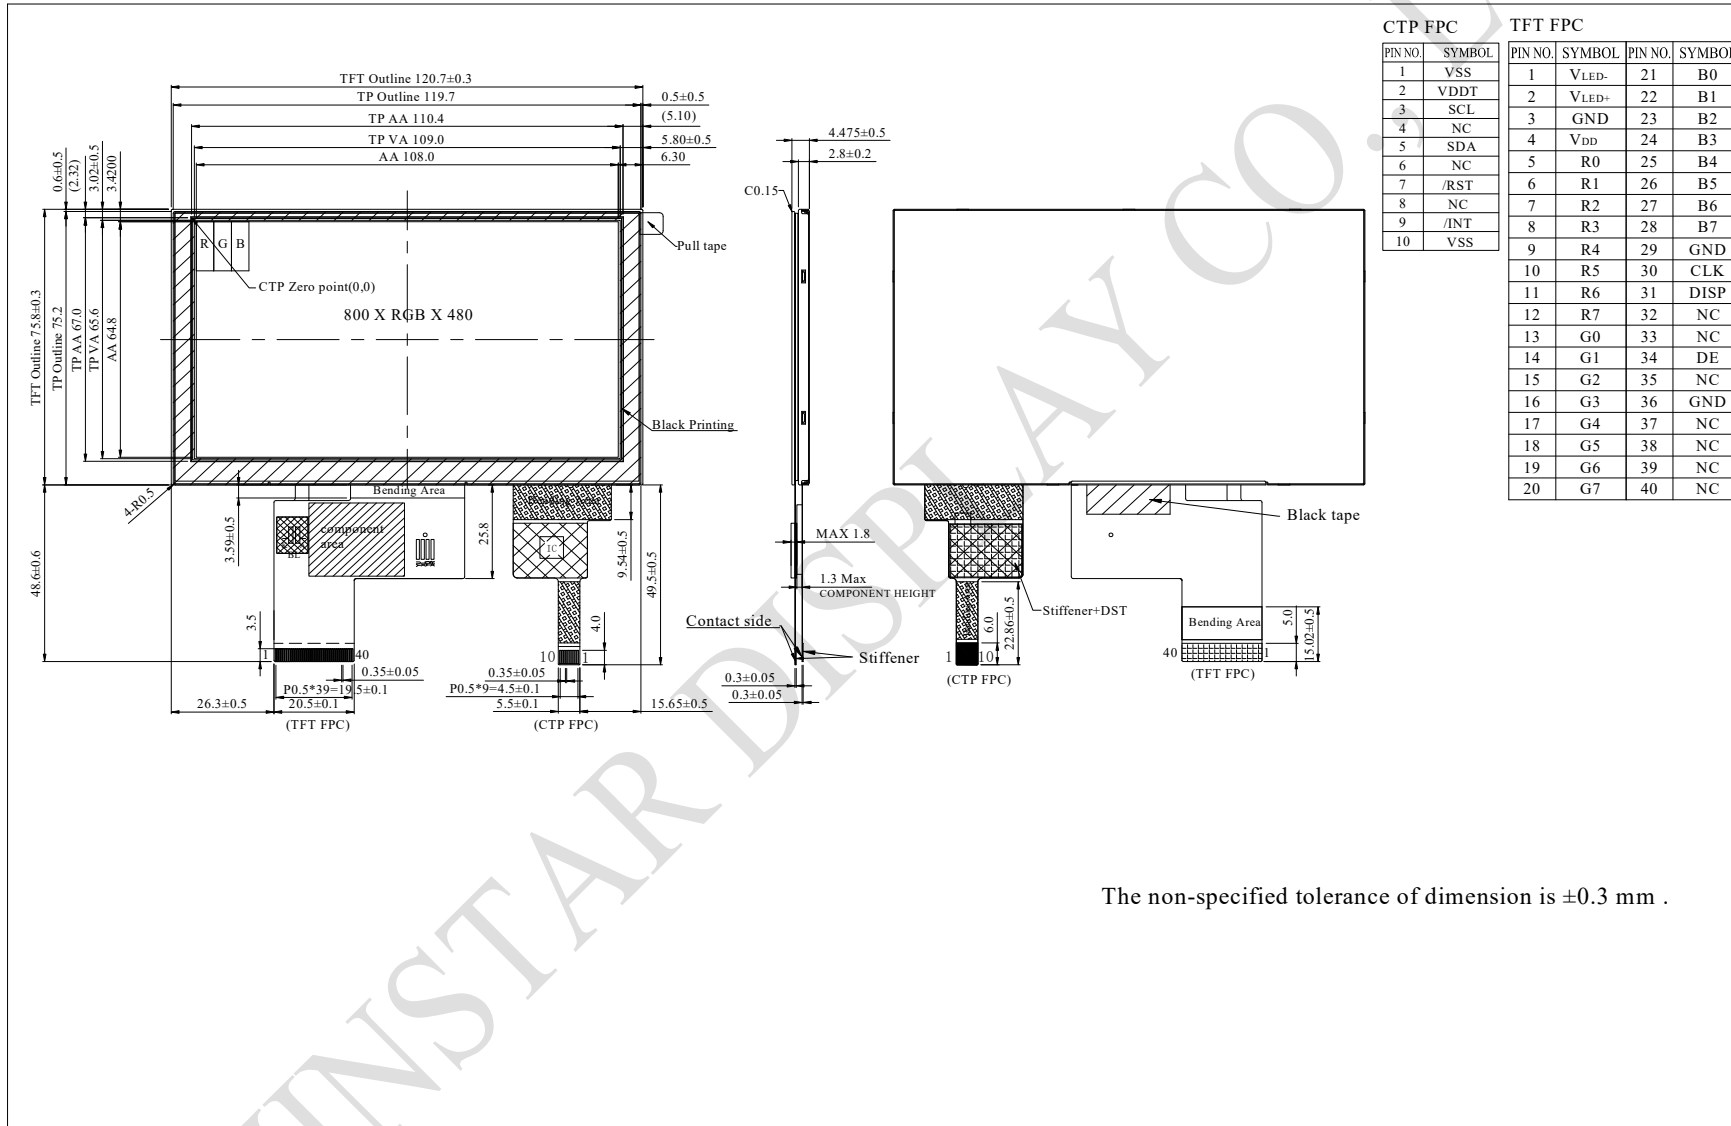 CTP FPC
PIN NO. SYMBOL
1 VSS
2 VDDT
3 SCL
4 NC
5 SDA
6 NC
7 /RST
8 NC
9 /INT
10 VSS
TFT FPC
PIN NO. SYMBOL PIN NO. SYMBOL
1 VLED- 21 B0
2 VLED+ 22 B1
3 GND 23 B2
4 VDD 24 B3
5 R0 25 B4
6 R1 26 B5
7 R2 27 B6
8 R3 28 B7
9 R4 29 GND
10 R5 30 CLK
11 R6 31 DISP
12 R7 32 NC
13 G0 33 NC
14 G1 34 DE
15 G2 35 NC
16 G3 36 GND
17 G4 37 NC
18 G5 38 NC
19 G6 39 NC
20 G7 40 NC
TFT Outline 120.7±0.3
TP Outline 119.7
0.5±0.5
TP AA 110.4
(5.10)
TP VA 109.0
5.80±0.5
AA 108.0
6.30
0.6±0.5
(2.32)
3.02±0.5
3.4200
TFT Outline 75.8±0.3
TP Outline 75.2
TP AA 67.0
TP VA 65.6
AA 64.8
R G B
Pull tape
CTP Zero point(0,0)
800 X RGB X 480
Black Printing
4-R0.5
48.6±0.6
3.59±0.5
3.5
Bending Area
component
area
BL
25.8
IC
9.54±0.5
49.5±0.5
4.0
1 40
10 1
0.35±0.05
0.35±0.05
P0.5*39=19.5±0.1
P0.5*9=4.5±0.1
26.3±0.5
20.5±0.1
5.5±0.1
15.65±0.5
(TFT FPC)
(CTP FPC)
4.475±0.5
2.8±0.2
C0.15
MAX 1.8
1.3 Max
COMPONENT HEIGHT
Contact side
Stiffener
0.3±0.05
0.3±0.05
Black tape
Stiffener+DST
6.0
22.86±0.5
1 10
(CTP FPC)
Bending Area
5.0
15.02±0.5
40 1
(TFT FPC)
The non-specified tolerance of dimension is ±0.3 mm .
INSTAR DISPLAY CO., L